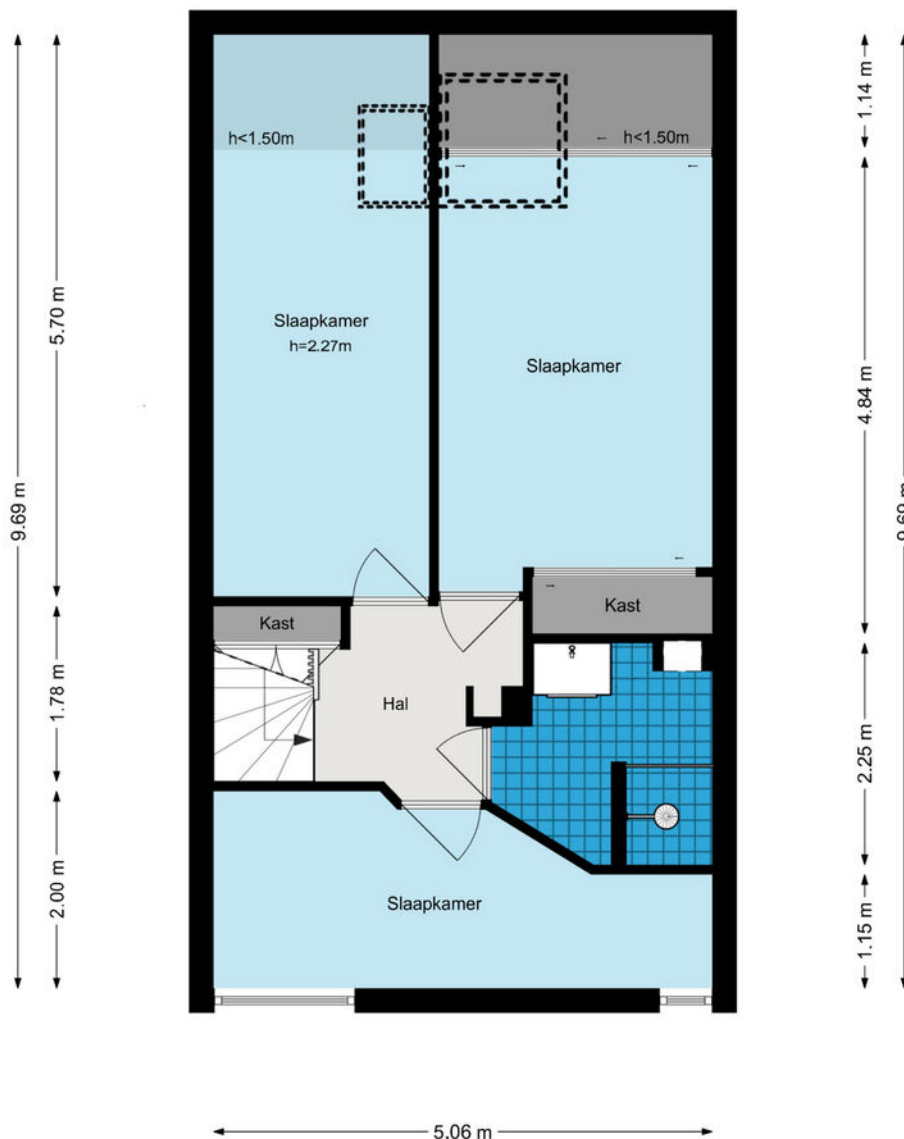 1.14 m
h<1.50m
h<1.50m
5.70 m
4.84 m
Slaapkamer
h=2.27m
Slaapkamer
9.69 m
9.69 m
Kast
Kast
1.78 m
Hal
2.25 m
2.00 m
Slaapkamer
1.15 m
5.06 m